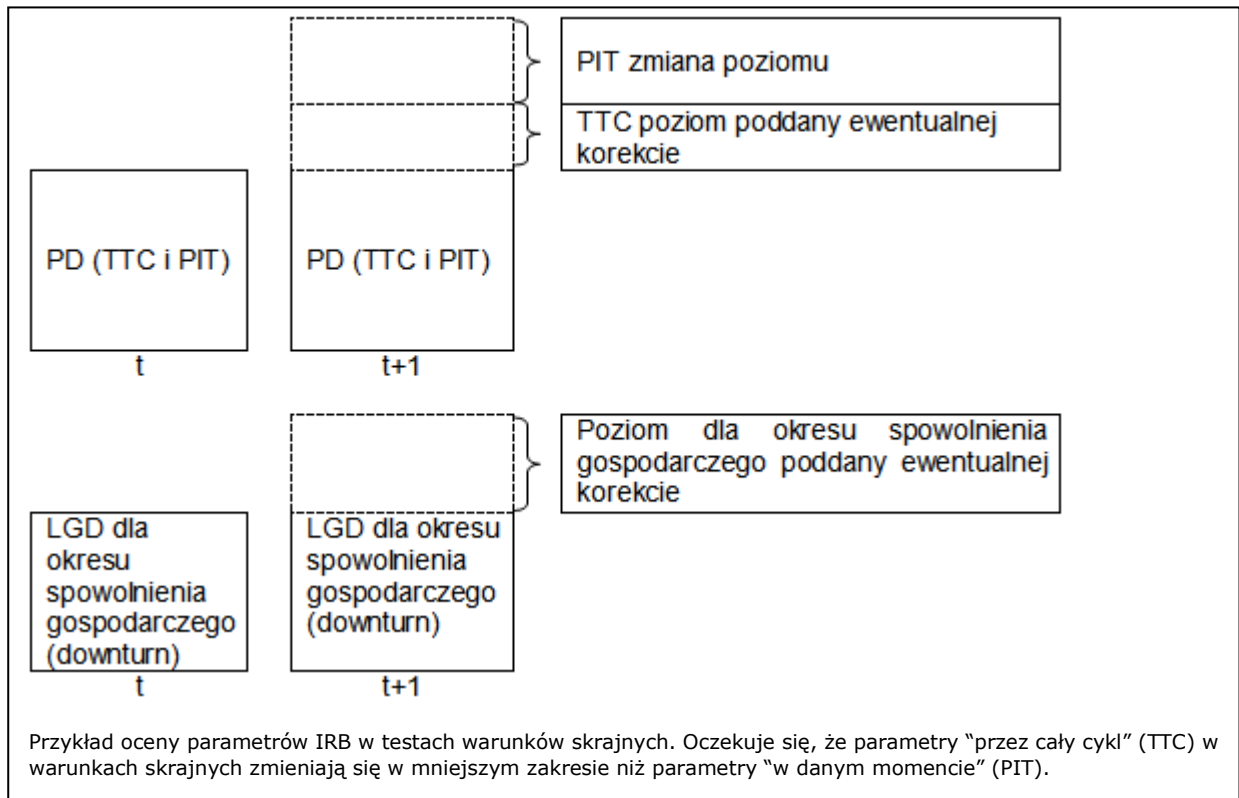 PIT zmiana poziomu
TTC poziom poddany ewentualnej
korekcie
PD (TTC i PIT)
PD (TTC i PIT)
t
t+1
Poziom dla okresu spowolnienia
gospodarczego poddany ewentualnej
korekcie
LGD dla
okresu
spowolnienia
gospodarczego
(downturn)
LGD dla okresu
spowolnienia
gospodarczego
(downturn)
t
t+1
Przykład oceny parametrów IRB w testach warunków skrajnych. Oczekuje się, że parametry “przez cały cykl” (TTC) w
warunkach skrajnych zmieniają się w mniejszym zakresie niż parametry “w danym momencie” (PIT).